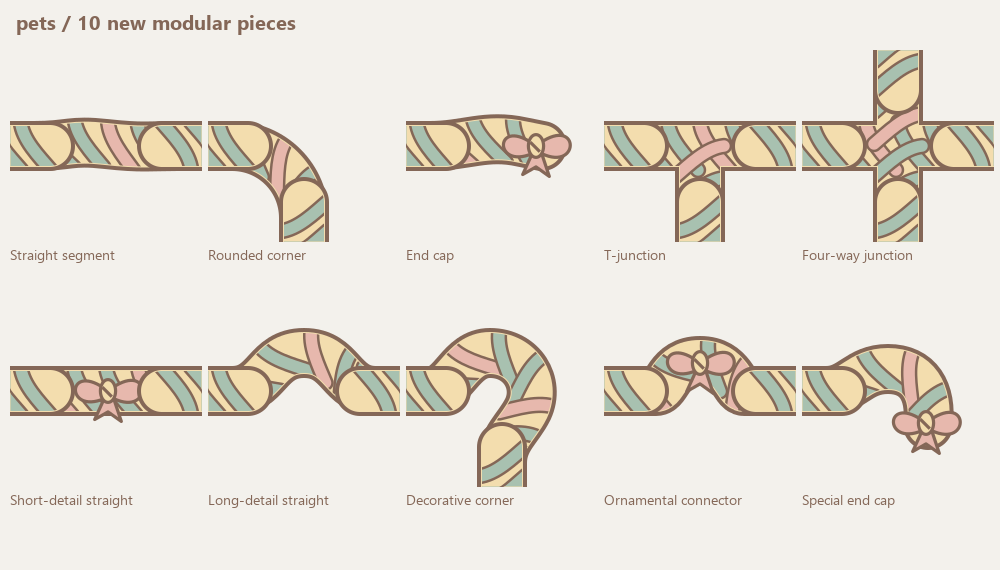 pets / 10 new modular pieces
Straight segment
Rounded corner
End cap
T-junction
Four-way junction
Short-detail straight
Long-detail straight
Decorative corner
Ornamental connector
Special end cap